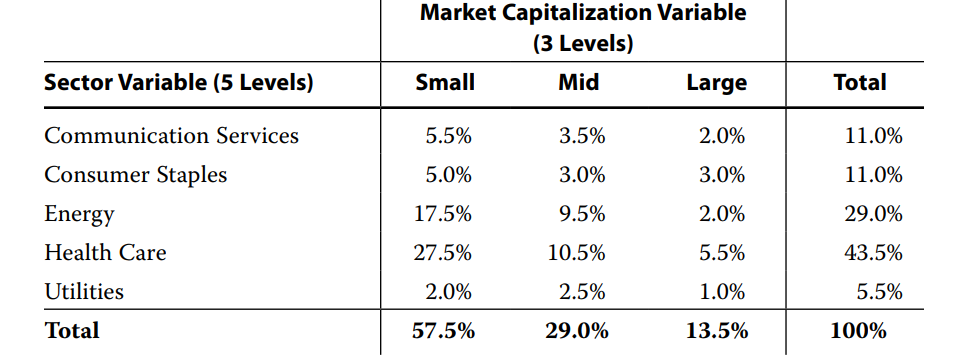 Market Capitalization Variable
(3 Levels)
Sector Variable (5 Levels) Small Mid Large Total
Communication Services 5.5% 3.5% 2.0% 11.0%
Consumer Staples 5.0% 3.0% 3.0% 11.0%
Energy 17.5% 9.5% 2.0% 29.0%
Health Care 27.5% 10.5% 5.5% 43.5%
Utilities 2.0% 2.5% 1.0% 5.5%
Total 57.5% 29.0% 13.5% 100%